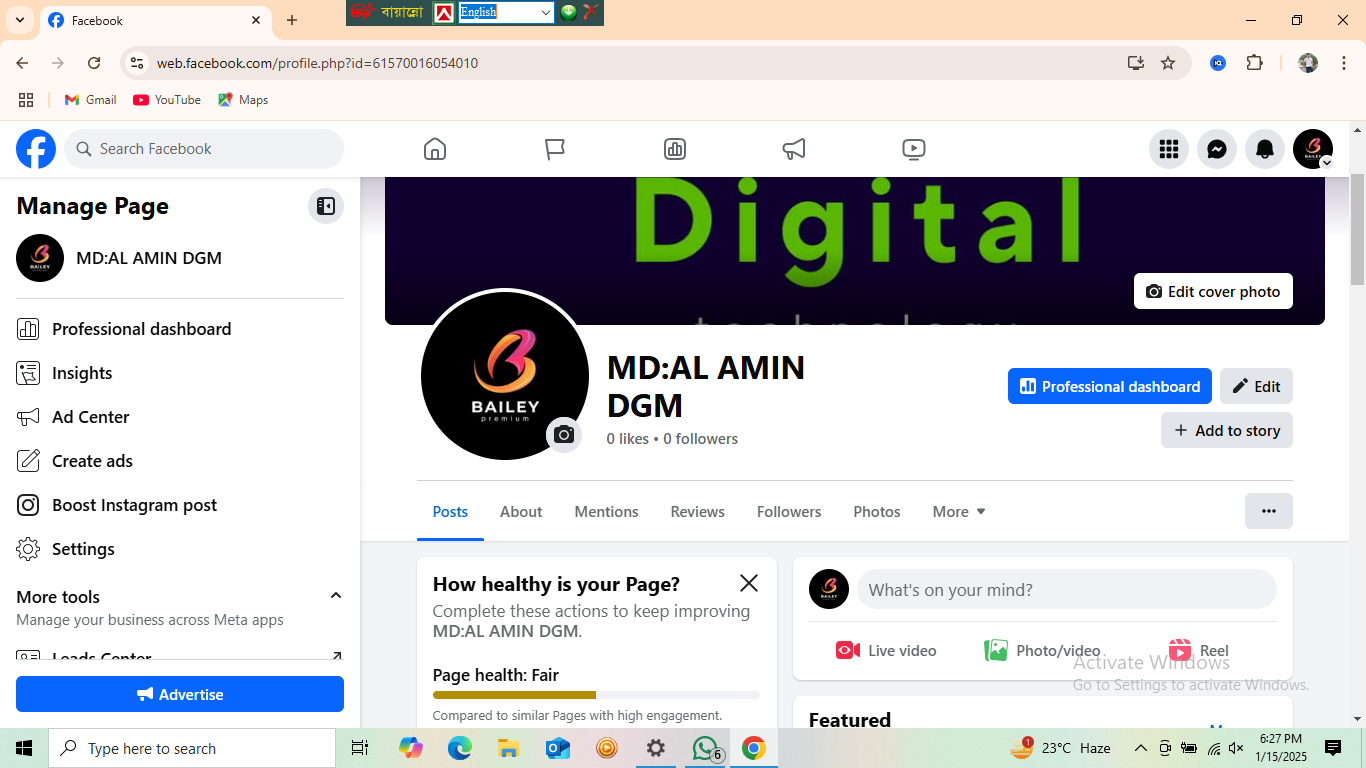 Facebook
বায়ান্নো
English
web.facebook.com/profile.php?id=61570016054010
Gmail
YouTube
Maps
Search Facebook
Manage Page
MD:AL AMIN DGM
Professional dashboard
Insights
Ad Center
Create ads
Boost Instagram post
Settings
More tools
Manage your business across Meta apps
Leads Center
Advertise
Digital
technology
Edit cover photo
BAILEY
premium
MD:AL AMIN
DGM
0 likes • 0 followers
Professional dashboard
Edit
+ Add to story
Posts About Mentions Reviews Followers Photos More
How healthy is your Page?
Complete these actions to keep improving
MD:AL AMIN DGM.
Page health: Fair
Compared to similar Pages with high engagement.
What's on your mind?
Live video
Photo/video
Reel
Featured
Activate Windows
Go to Settings to activate Windows.
Type here to search
6
1
23°C Haze
6:27 PM
1/15/2025